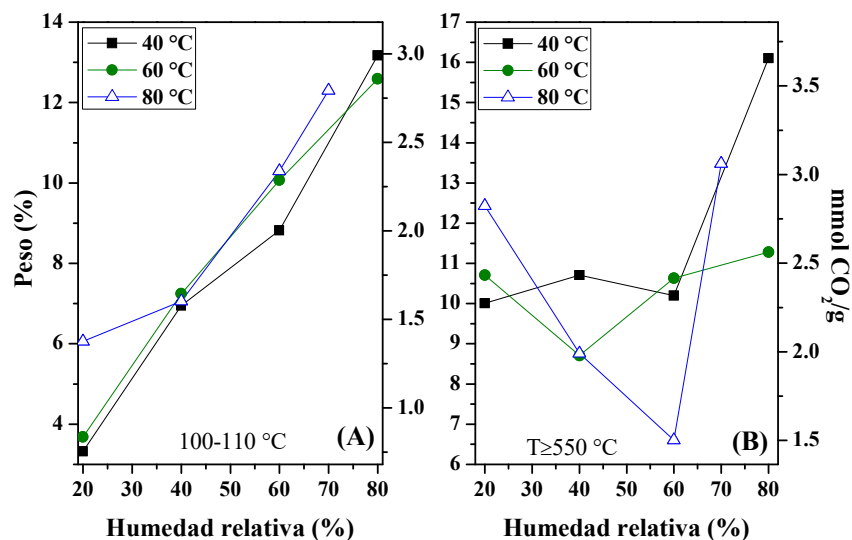 40 °C
60 °C
80 °C
14
12
10
8
6
4
Peso (%)
3.0
2.5
2.0
1.5
1.0
100-110 °C
(A)
20 30 40 50 60 70 80
Humedad relativa (%)
40 °C
60 °C
80 °C
17
16
15
14
13
12
11
10
9
8
7
6
3.5
3.0
2.5
2.0
1.5
mmol CO₂/g
T≥550 °C
(B)
20 30 40 50 60 70 80
Humedad relativa (%)